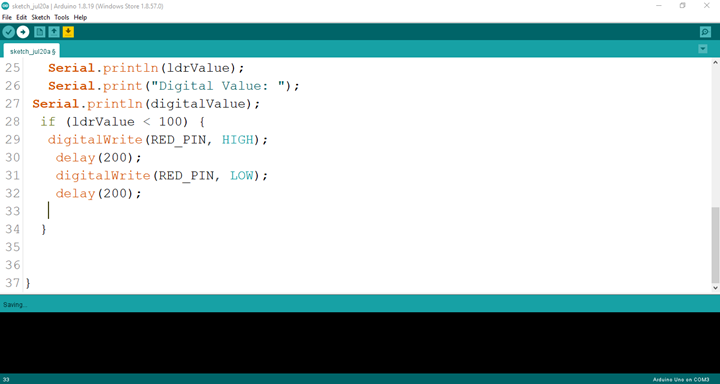 sketch_jul20a | Arduino 1.8.19 (Windows Store 1.8.57.0)
File Edit Sketch Tools Help
sketch_jul20a §
25 Serial.println(ldrValue);
26 Serial.print("Digital Value: ");
27 Serial.println(digitalValue);
28 if (ldrValue < 100) {
29 digitalWrite(RED_PIN, HIGH);
30 delay(200);
31 digitalWrite(RED_PIN, LOW);
32 delay(200);
33
34 }
35
36
37 }
Saving...
33 Arduino Uno on COM3